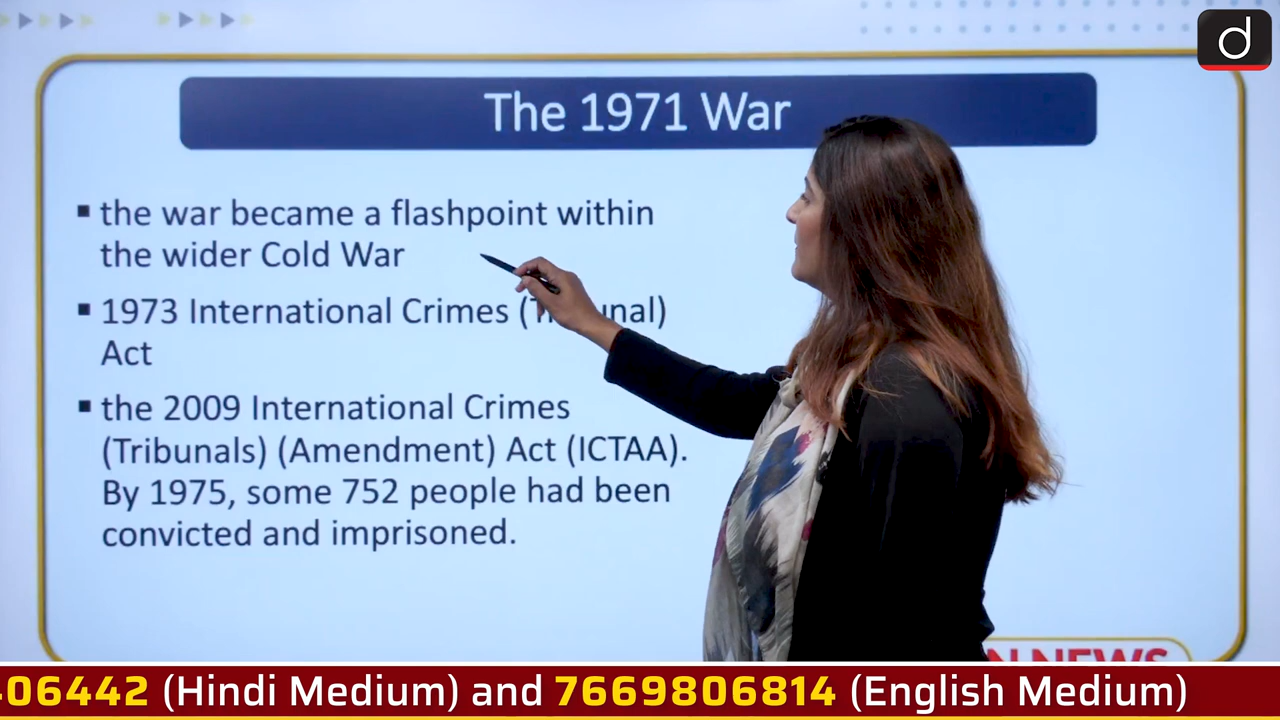 d
The 1971 War
▪ the war became a flashpoint within
the wider Cold War
▪ 1973 International Crimes
Act
▪ the 2009 International Crimes
(Tribunals) (Amendment) Act (ICTAA).
By 1975, some 752 people had been
convicted and imprisoned.
NEWS
406442 (Hindi Medium) and 7669806814 (English Medium)